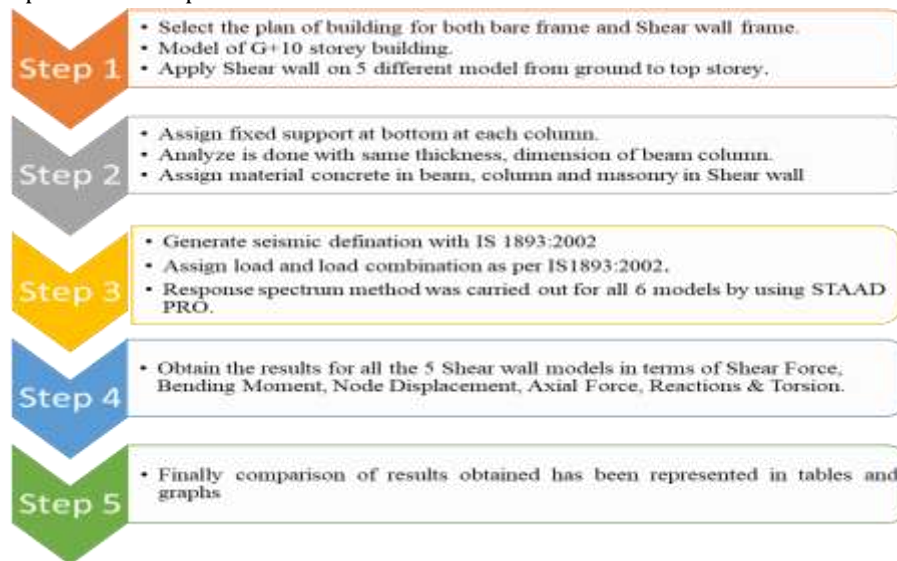 Step 1
• Select the plan of building for both bare frame and Shear wall frame.
• Model of G+10 storey building.
• Apply Shear wall on 5 different model from ground to top storey.
Step 2
• Assign fixed support at bottom at each column.
• Analyze is done with same thickness, dimension of beam column.
• Assign material concrete in beam, column and masonry in Shear wall
Step 3
• Generate seismic defination with IS 1893:2002
• Assign load and load combination as per IS1893:2002.
• Response spectrum method was carried out for all 6 models by using STAAD
PRO.
Step 4
• Obtain the results for all the 5 Shear wall models in terms of Shear Force,
Bending Moment, Node Displacement, Axial Force, Reactions & Torsion.
Step 5
• Finally comparison of results obtained has been represented in tables and
graphs